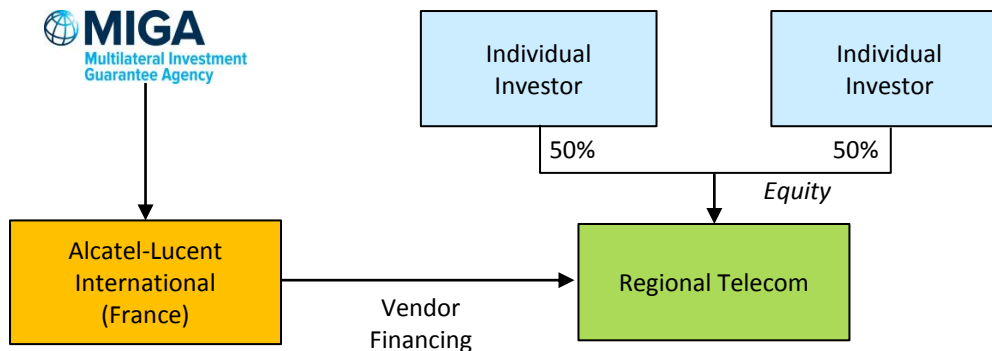 MIGA
Multilateral Investment
Guarantee Agency
Individual
Investor
Individual
Investor
50%
50%
Equity
Alcatel-Lucent
International
(France)
Regional Telecom
Vendor
Financing